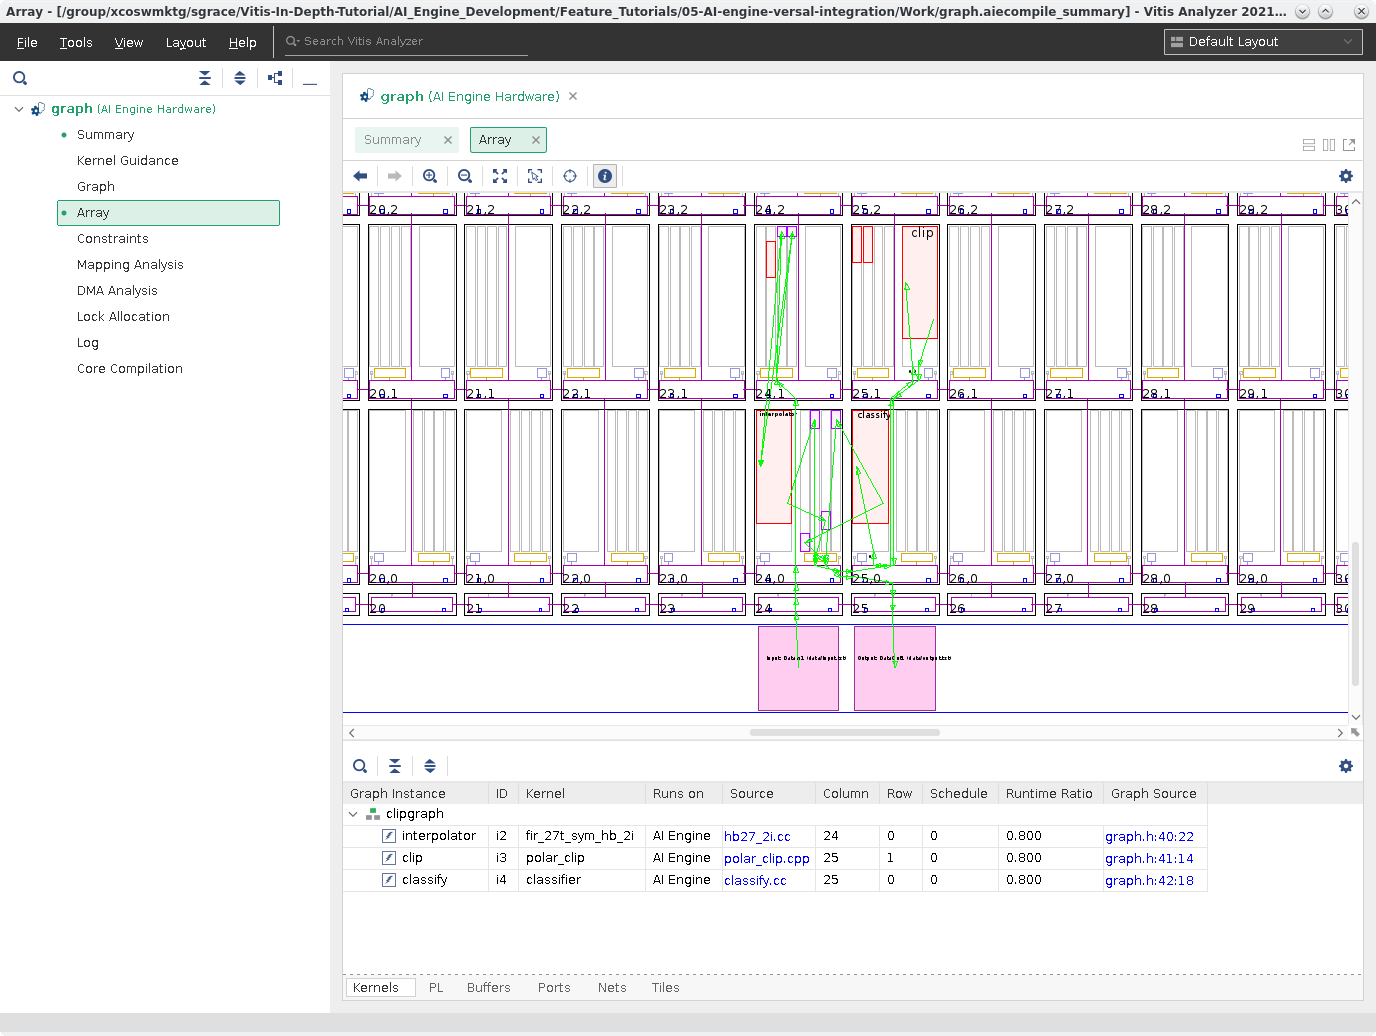 Array - [/group/xcoswmktg/sgrace/Vitis-In-Depth-Tutorial/AI_Engine_Development/Feature_Tutorials/05-AI-engine-versal-integration/Work/graph.aiecompile_summary] - Vitis Analyzer 2021...
File Tools View Layout Help Search Vitis Analyzer Default Layout
graph (AI Engine Hardware)
Summary
Kernel Guidance
Graph
Array
Constraints
Mapping Analysis
DMA Analysis
Lock Allocation
Log
Core Compilation
graph (AI Engine Hardware)
Summary Array
20,2 21,2 22,2 23,2 24,2 25,2 26,2 27,2 28,2 29,2 30
clip
20,1 21,1 22,1 23,1 24,1 25,1 26,1 27,1 28,1 29,1 30
interpolator classify
20,0 21,0 22,0 23,0 24,0 25,0 26,0 27,0 28,0 29,0 30
20 21 22 23 24 25 26 27 28 29 30
Graph Instance ID Kernel Runs on Source Column Row Schedule Runtime Ratio Graph Source
clipgraph
interpolator i2 fir_27t_sym_hb_2i AI Engine hb27_2i.cc 24 0 0 0.800 graph.h:40:22
clip i3 polar_clip AI Engine polar_clip.cpp 25 1 0 0.800 graph.h:41:14
classify i4 classifier AI Engine classify.cc 25 0 0 0.800 graph.h:42:18
Kernels PL Buffers Ports Nets Tiles